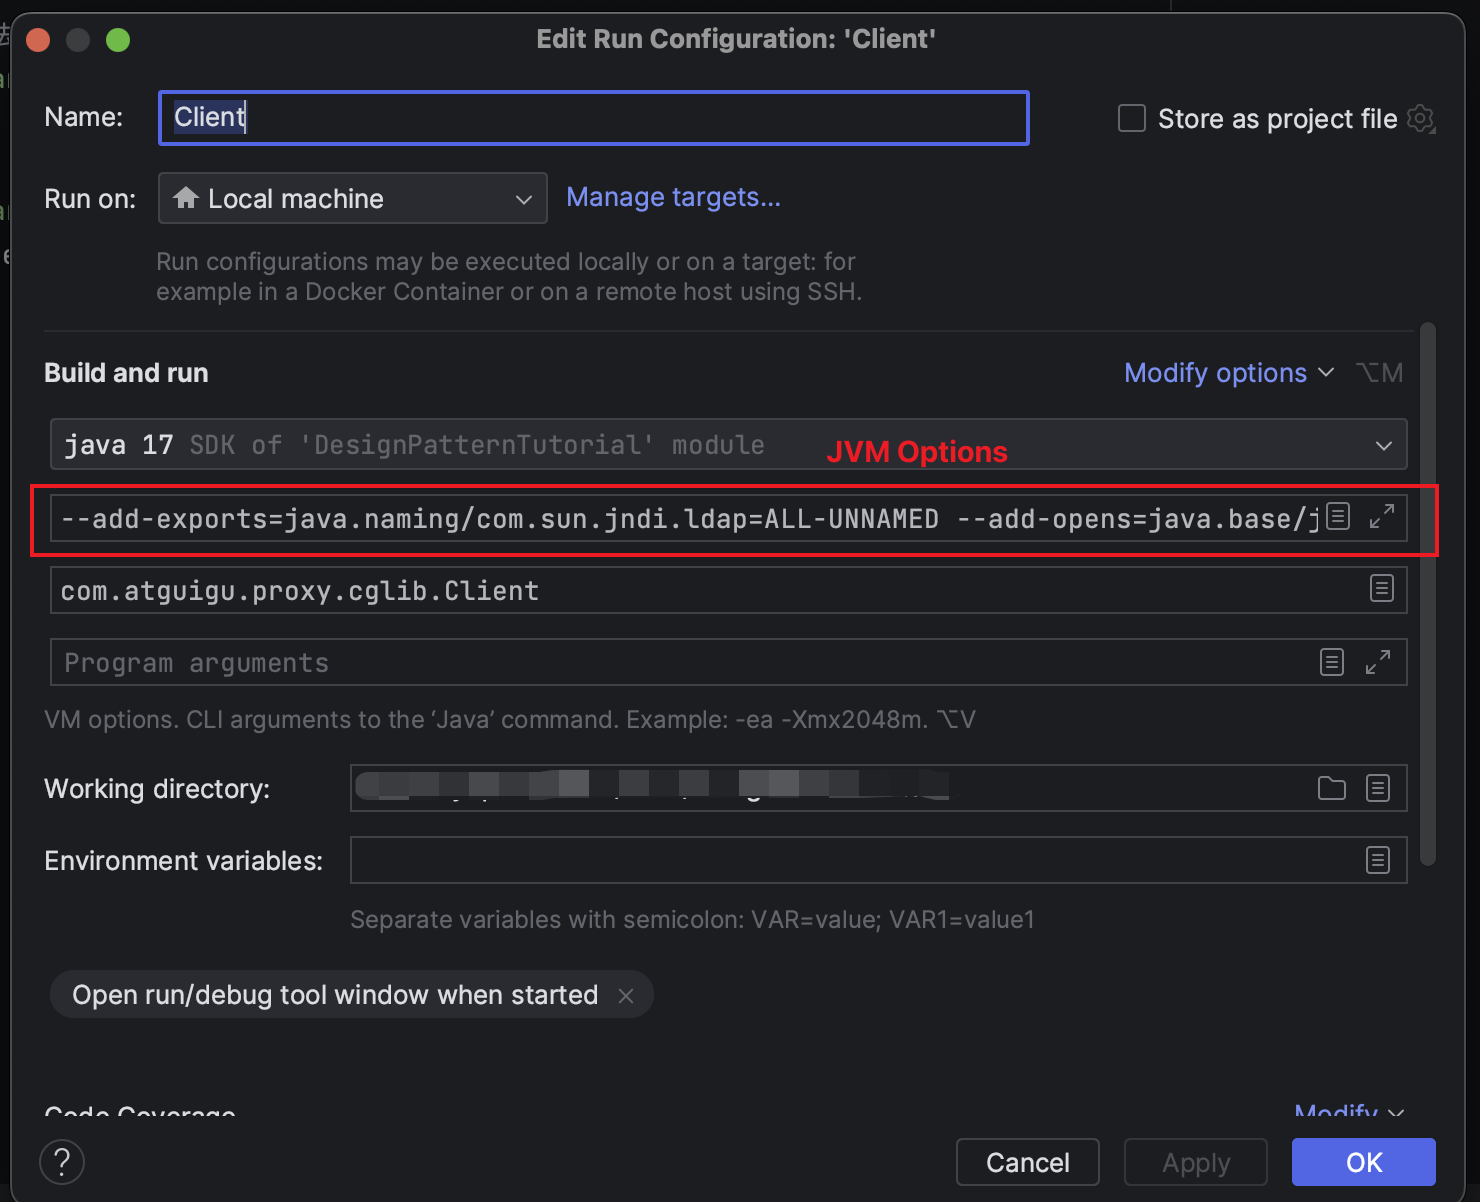 Edit Run Configuration: 'Client'
Name:
Client
Store as project file
Run on:
Local machine
Manage targets...
Run configurations may be executed locally or on a target: for
example in a Docker Container or on a remote host using SSH.
Build and run
Modify options
⌥M
java 17 SDK of 'DesignPatternTutorial' module
JVM Options
--add-exports=java.naming/com.sun.jndi.ldap=ALL-UNNAMED --add-opens=java.base/j
com.atguigu.proxy.cglib.Client
Program arguments
VM options. CLI arguments to the ‘Java’ command. Example: -ea -Xmx2048m. ⌥V
Working directory:
Environment variables:
Separate variables with semicolon: VAR=value; VAR1=value1
Open run/debug tool window when started
Code Coverage
Modify
?
Cancel
Apply
OK